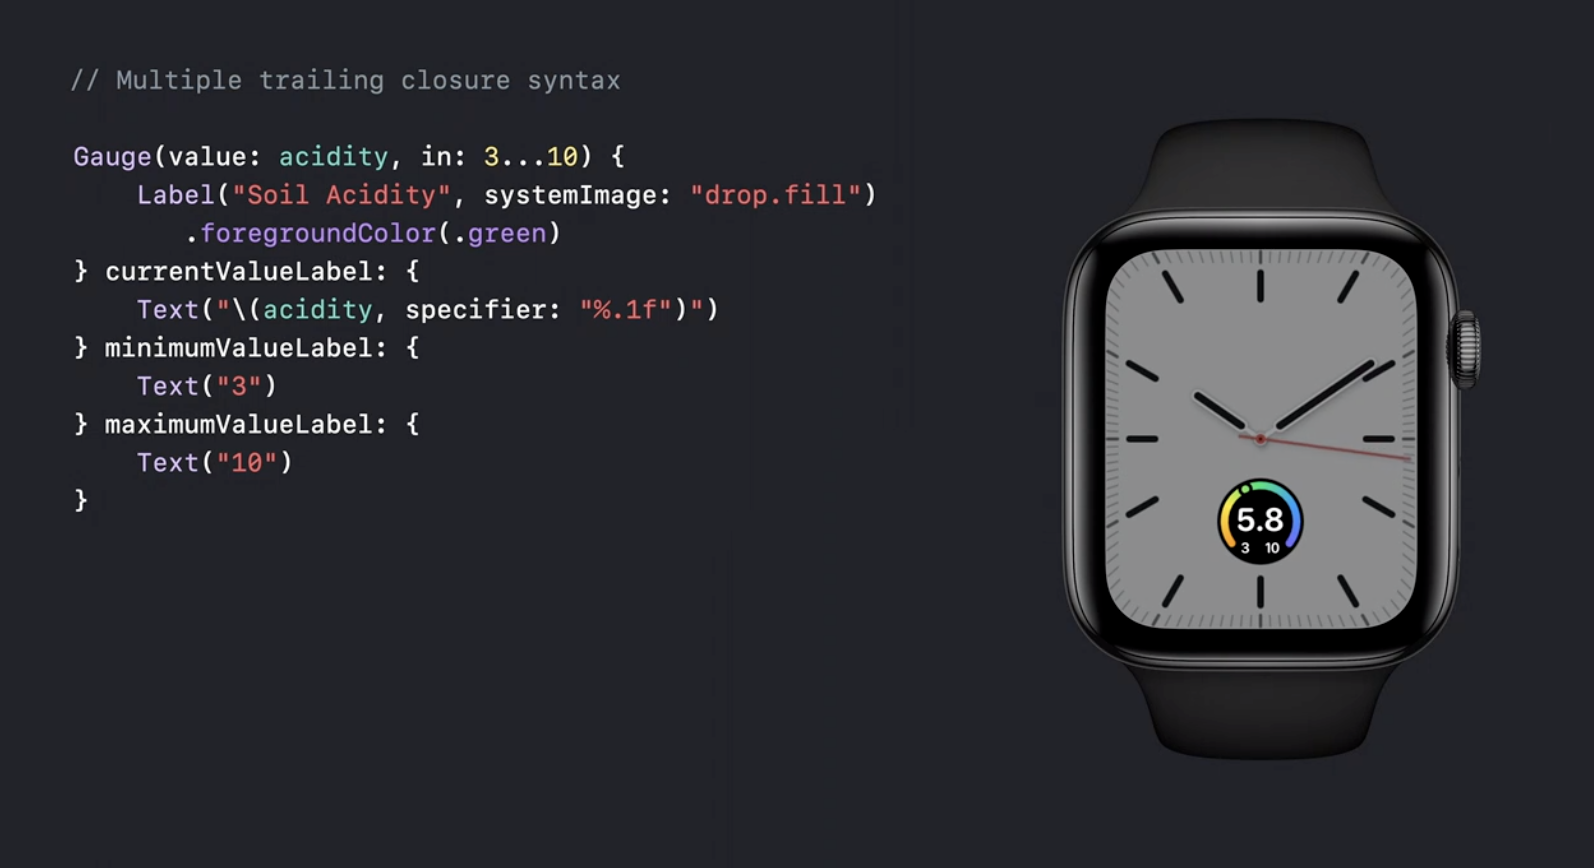 // Multiple trailing closure syntax
Gauge(value: acidity, in: 3...10) {
    Label("Soil Acidity", systemImage: "drop.fill")
       .foregroundColor(.green)
} currentValueLabel: {
    Text("\(acidity, specifier: "%.1f")")
} minimumValueLabel: {
    Text("3")
} maximumValueLabel: {
    Text("10")
}
5.8
3 10